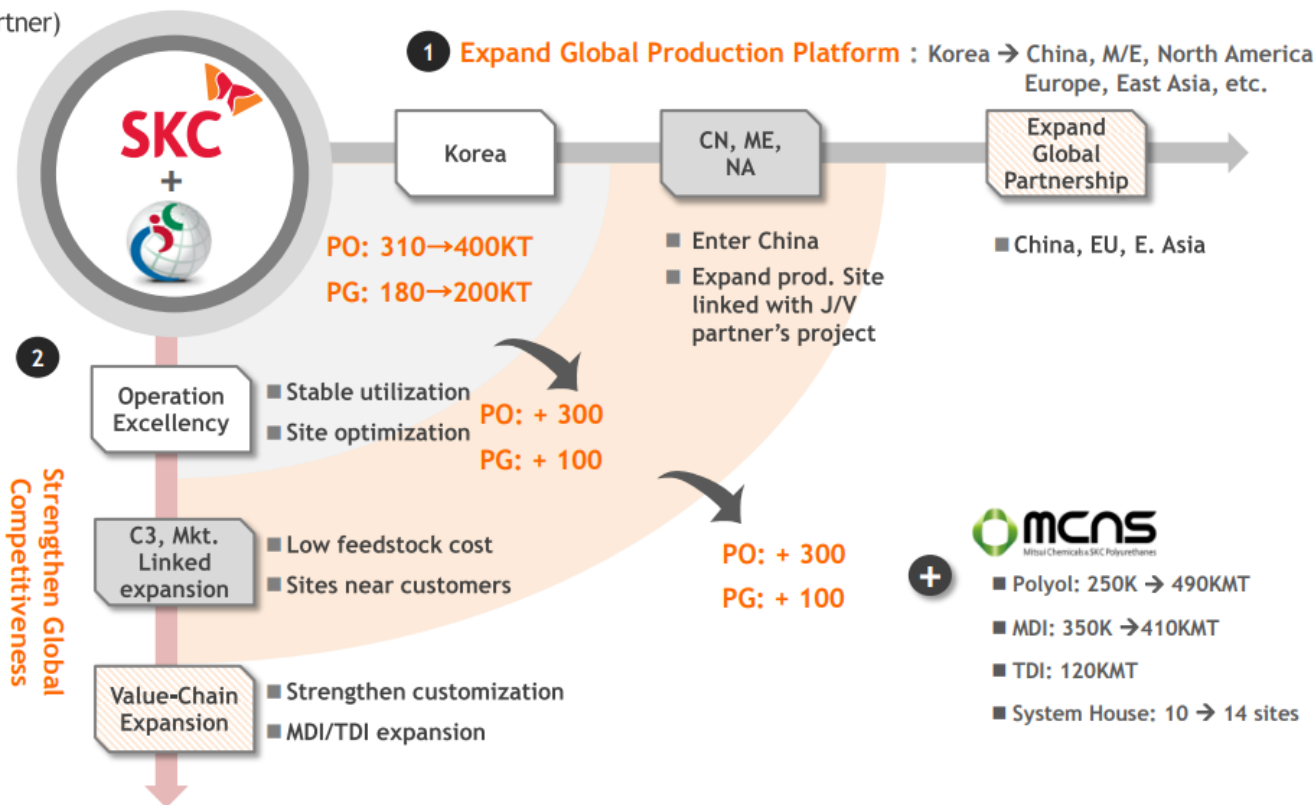 rtner)
SKC
+
1 Expand Global Production Platform : Korea → China, M/E, North America
Europe, East Asia, etc.
Korea
CN, ME,
NA
Expand
Global
Partnership
PO: 310→400KT
PG: 180→200KT
■ Enter China
■ Expand prod. Site
linked with J/V
partner's project
■ China, EU, E. Asia
2
Strengthen Global
Competitiveness
Operation
Excellency
■ Stable utilization
■ Site optimization
PO: + 300
PG: + 100
C3, Mkt.
Linked
expansion
■ Low feedstock cost
■ Sites near customers
PO: + 300
PG: + 100
+
mcns
Mitsui Chemicals & SKC Polyurethanes
■ Polyol: 250K → 490KMT
■ MDI: 350K →410KMT
■ TDI: 120KMT
■ System House: 10 → 14 sites
Value-Chain
Expansion
■ Strengthen customization
■ MDI/TDI expansion